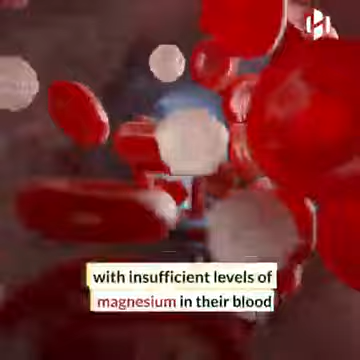 with insufficient levels of
magnesium in their blood